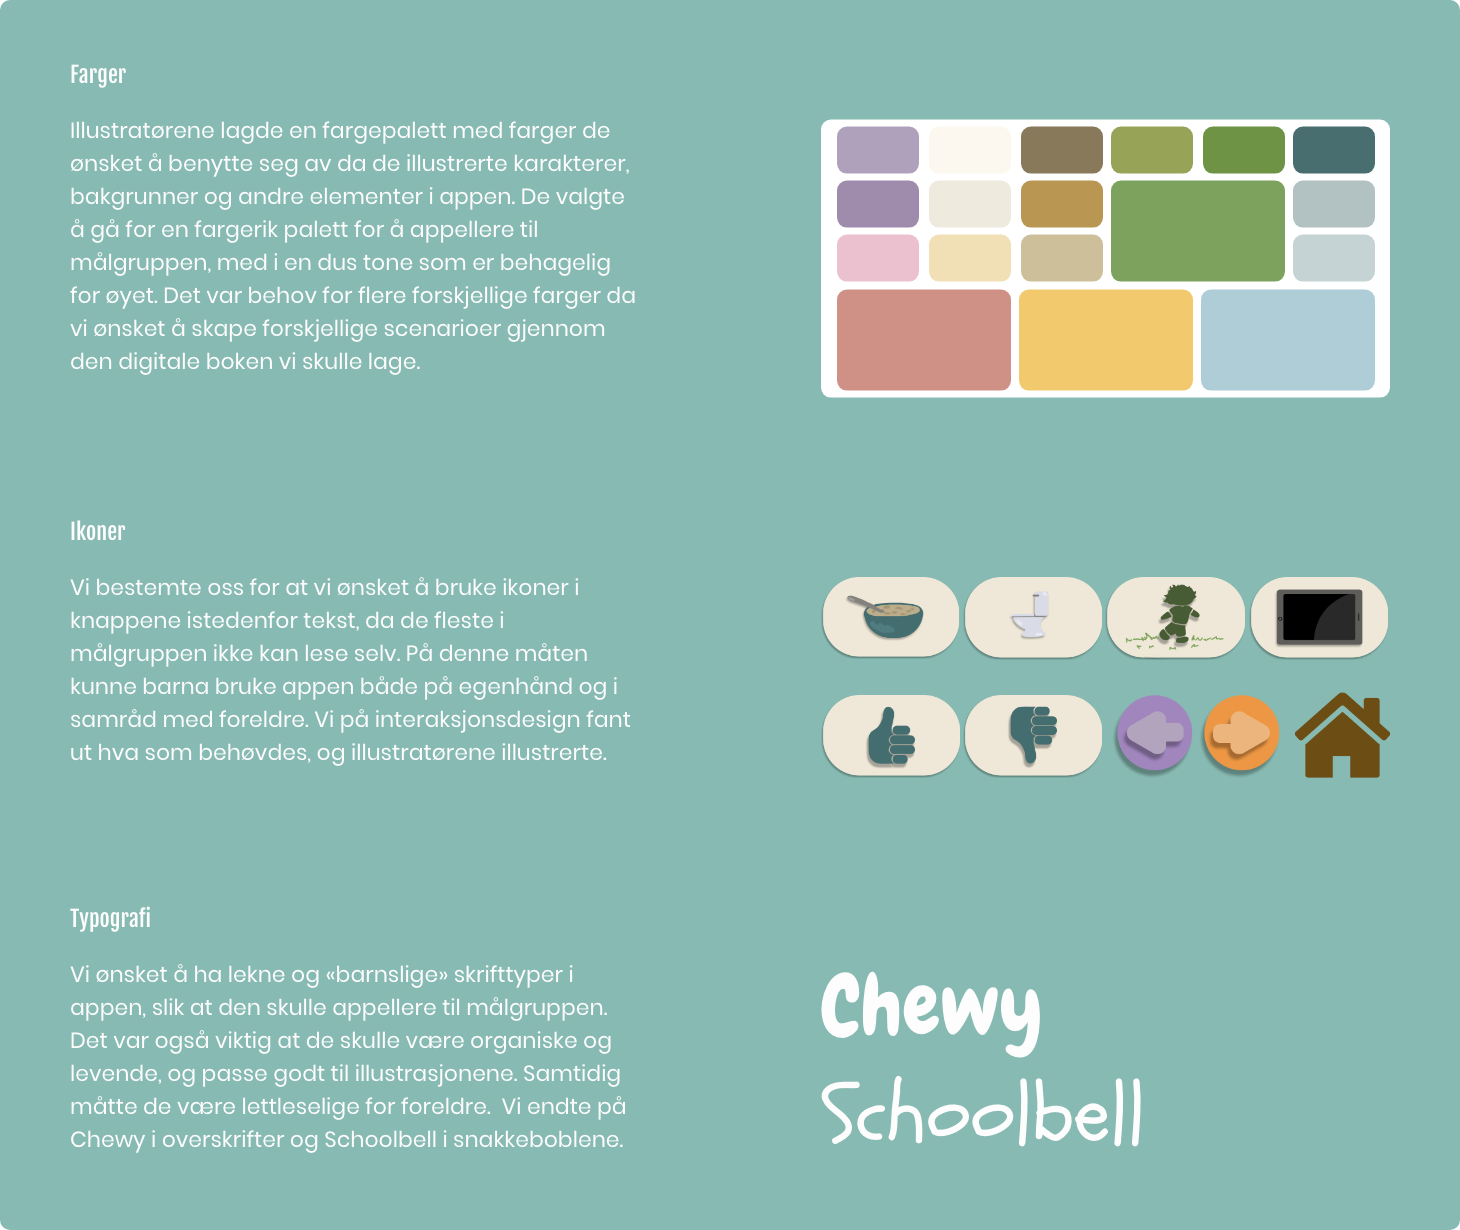 Farger
Illustratørene lagde en fargepalett med farger de
ønsket å benytte seg av da de illustrerte karakterer,
bakgrunner og andre elementer i appen. De valgte
å gå for en fargerik palett for å appellere til
målgruppen, med i en dus tone som er behagelig
for øyet. Det var behov for flere forskjellige farger da
vi ønsket å skape forskjellige scenarioer gjennom
den digitale boken vi skulle lage.
Ikoner
Vi bestemte oss for at vi ønsket å bruke ikoner i
knappene istedenfor tekst, da de fleste i
målgruppen ikke kan lese selv. På denne måten
kunne barna bruke appen både på egenhånd og i
samråd med foreldre. Vi på interaksjonsdesign fant
ut hva som behøvdes, og illustratørene illustrerte.
Typografi
Vi ønsket å ha lekne og «barnslige» skrifttyper i
appen, slik at den skulle appellere til målgruppen.
Det var også viktig at de skulle være organiske og
levende, og passe godt til illustrasjonene. Samtidig
måtte de være lettleselige for foreldre.  Vi endte på
Chewy i overskrifter og Schoolbell i snakkeboblene.
Chewy
Schoolbell